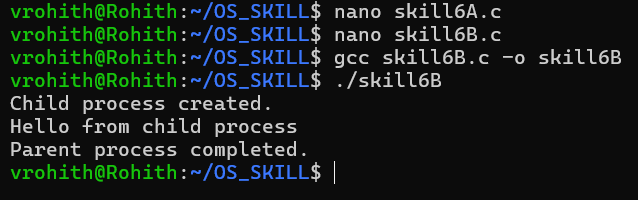 vrohith@Rohith:~/OS_SKILL$ nano skill6A.c
vrohith@Rohith:~/OS_SKILL$ nano skill6B.c
vrohith@Rohith:~/OS_SKILL$ gcc skill6B.c -o skill6B
vrohith@Rohith:~/OS_SKILL$ ./skill6B
Child process created.
Hello from child process
Parent process completed.
vrohith@Rohith:~/OS_SKILL$